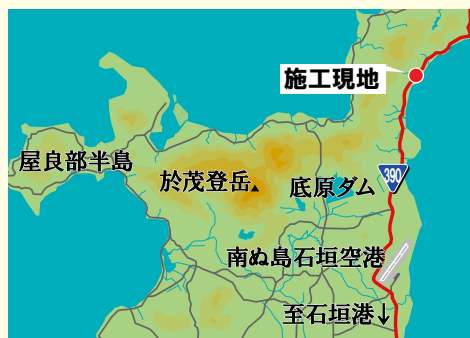 施工現地
屋良部半島
於茂登岳
底原ダム
390
南ぬ島石垣空港
至石垣港↓